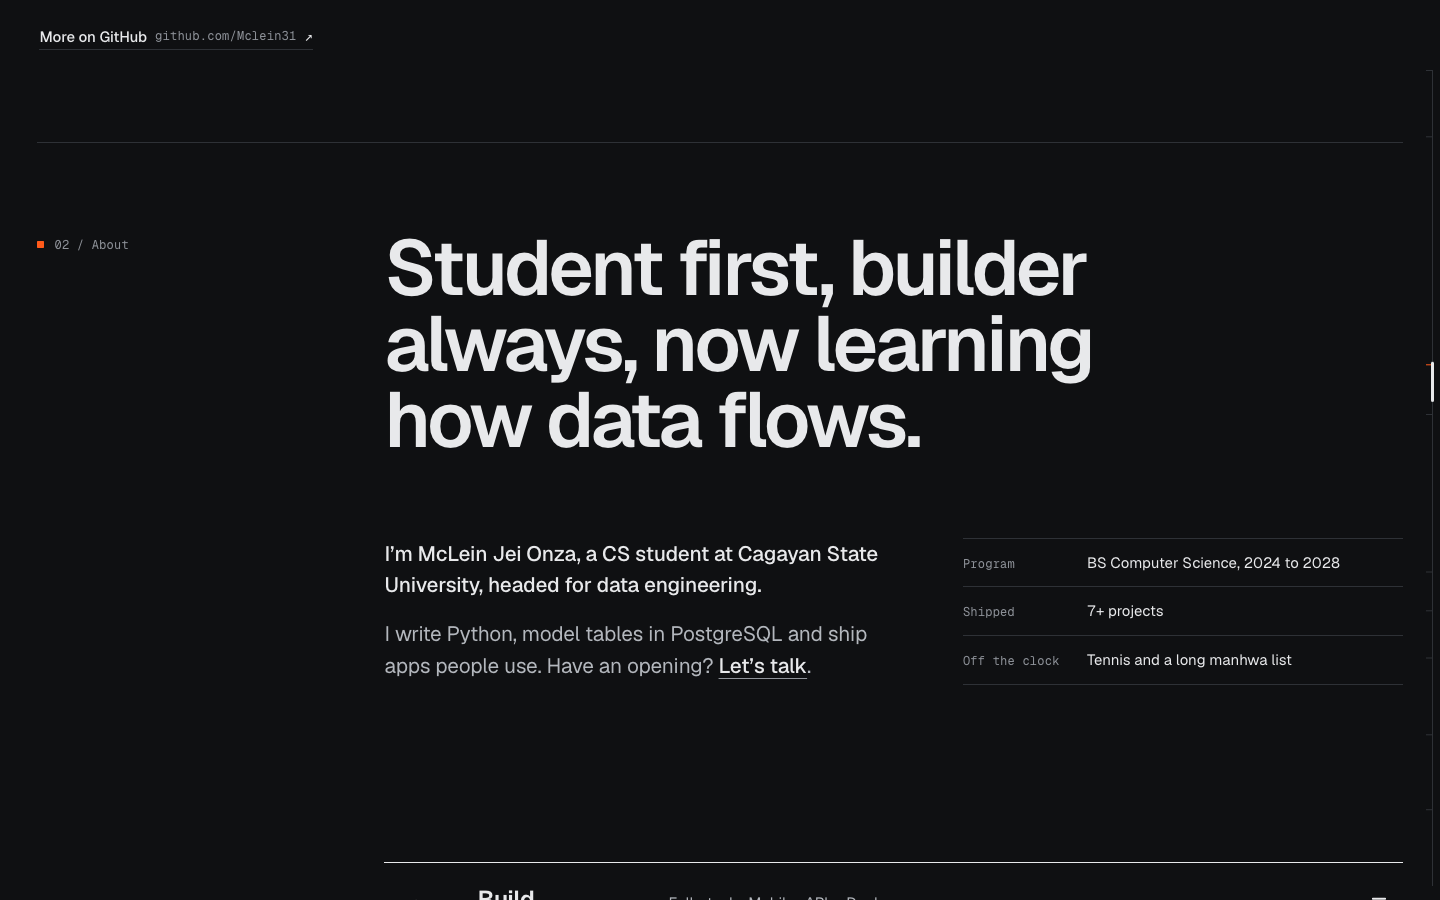 More on GitHub github.com/Mclein31 ↗
02 / About
Student first, builder
always, now learning
how data flows.
I’m McLein Jei Onza, a CS student at Cagayan State
University, headed for data engineering.
I write Python, model tables in PostgreSQL and ship
apps people use. Have an opening? Let’s talk.
Program BS Computer Science, 2024 to 2028
Shipped 7+ projects
Off the clock Tennis and a long manhwa list
Build